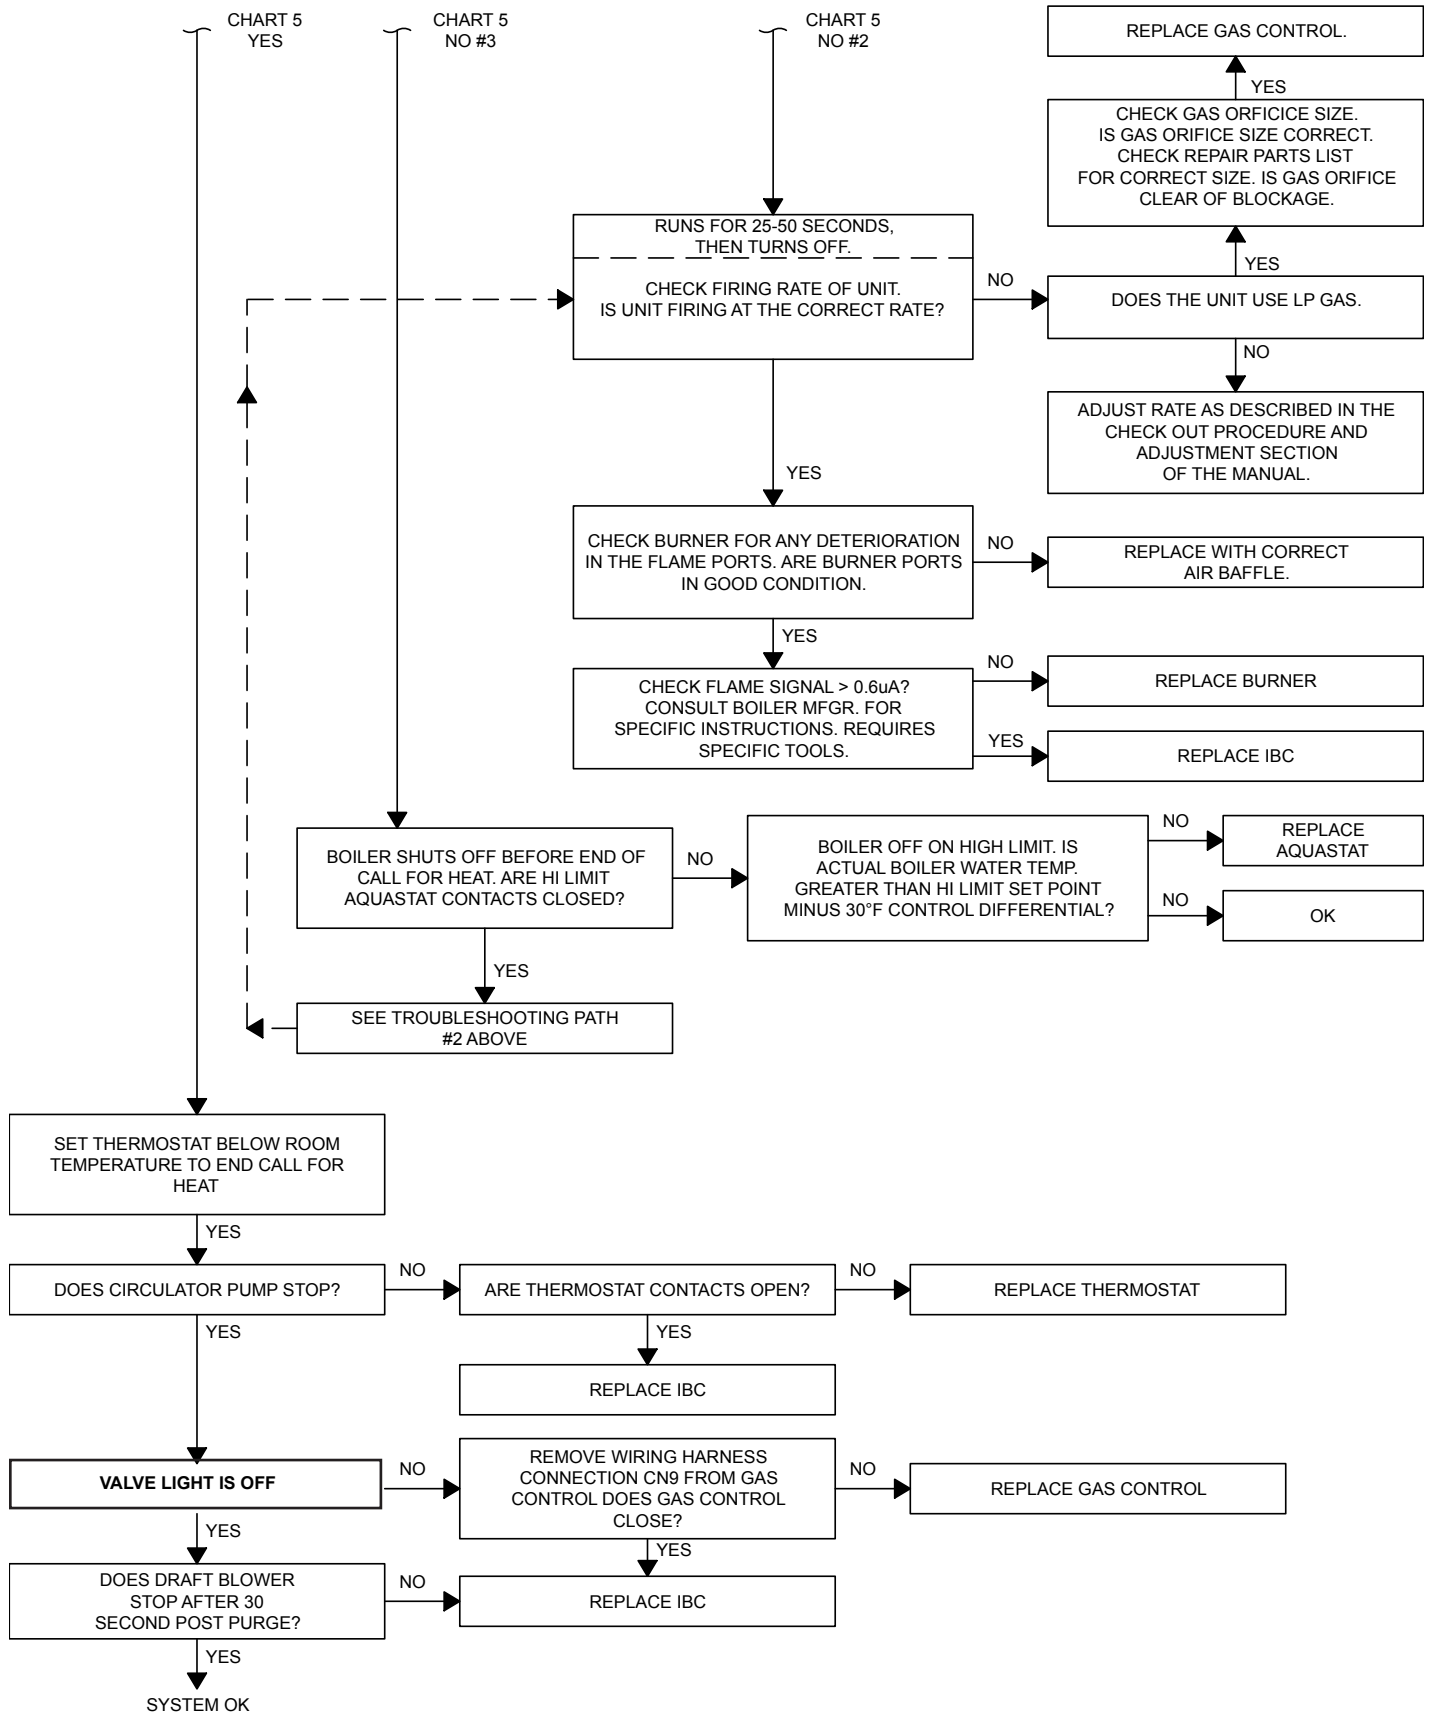 CHART 5
YES
CHART 5
NO #3
CHART 5
NO #2
REPLACE GAS CONTROL.
YES
CHECK GAS ORFICICE SIZE.
IS GAS ORIFICE SIZE CORRECT.
CHECK REPAIR PARTS LIST
FOR CORRECT SIZE. IS GAS ORIFICE
CLEAR OF BLOCKAGE.
YES
RUNS FOR 25-50 SECONDS,
THEN TURNS OFF.
CHECK FIRING RATE OF UNIT.
IS UNIT FIRING AT THE CORRECT RATE?
NO
DOES THE UNIT USE LP GAS.
NO
ADJUST RATE AS DESCRIBED IN THE
CHECK OUT PROCEDURE AND
ADJUSTMENT SECTION
OF THE MANUAL.
YES
CHECK BURNER FOR ANY DETERIORATION
IN THE FLAME PORTS. ARE BURNER PORTS
IN GOOD CONDITION.
NO
REPLACE WITH CORRECT
AIR BAFFLE.
YES
CHECK FLAME SIGNAL > 0.6uA?
CONSULT BOILER MFGR. FOR
SPECIFIC INSTRUCTIONS. REQUIRES
SPECIFIC TOOLS.
NO
REPLACE BURNER
YES
REPLACE IBC
BOILER SHUTS OFF BEFORE END OF
CALL FOR HEAT. ARE HI LIMIT
AQUASTAT CONTACTS CLOSED?
NO
BOILER OFF ON HIGH LIMIT. IS
ACTUAL BOILER WATER TEMP.
GREATER THAN HI LIMIT SET POINT
MINUS 30°F CONTROL DIFFERENTIAL?
NO
REPLACE
AQUASTAT
NO
OK
YES
SEE TROUBLESHOOTING PATH
#2 ABOVE
SET THERMOSTAT BELOW ROOM
TEMPERATURE TO END CALL FOR
HEAT
YES
DOES CIRCULATOR PUMP STOP?
NO
ARE THERMOSTAT CONTACTS OPEN?
NO
REPLACE THERMOSTAT
YES
YES
REPLACE IBC
VALVE LIGHT IS OFF
NO
REMOVE WIRING HARNESS
CONNECTION CN9 FROM GAS
CONTROL DOES GAS CONTROL
CLOSE?
NO
REPLACE GAS CONTROL
YES
YES
DOES DRAFT BLOWER
STOP AFTER 30
SECOND POST PURGE?
NO
REPLACE IBC
YES
SYSTEM OK